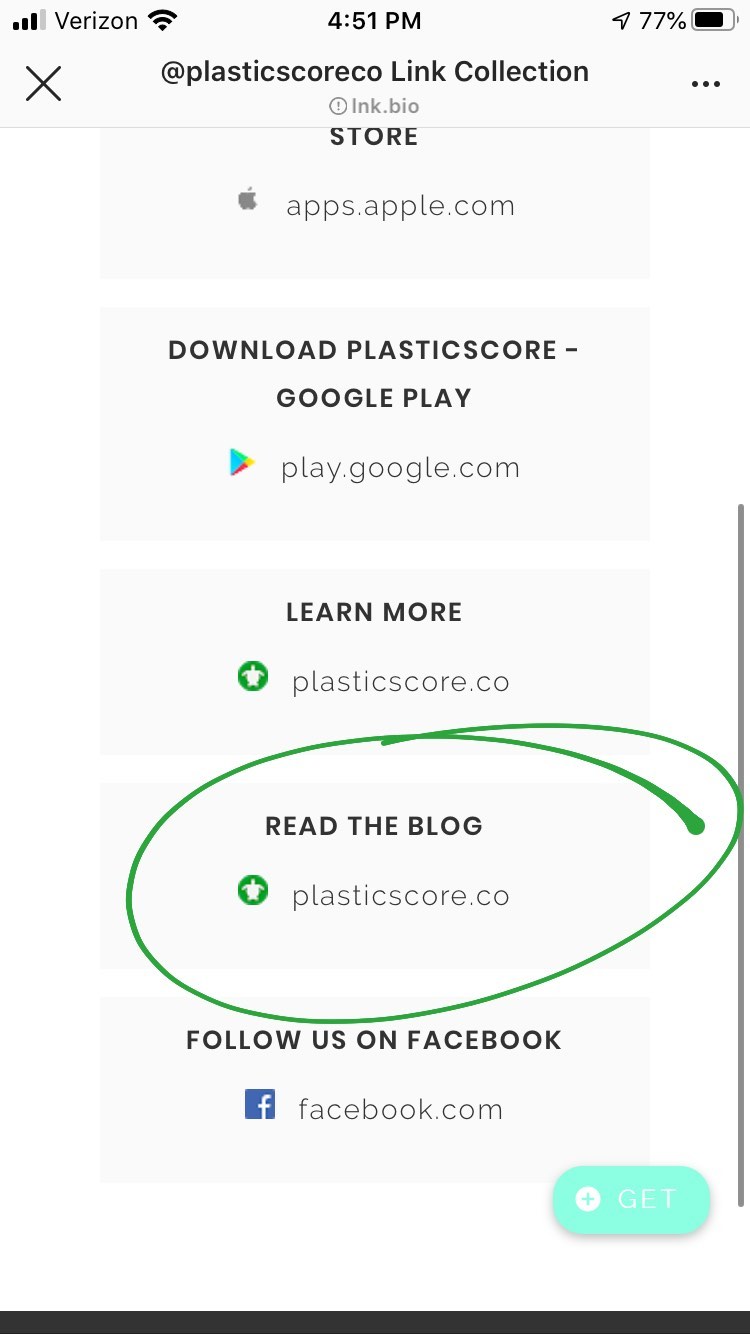 Verizon 4:51 PM 77%
@plasticscoreco Link Collection
lnk.bio
STORE
apps.apple.com
DOWNLOAD PLASTICSCORE -
GOOGLE PLAY
play.google.com
LEARN MORE
plasticscore.co
READ THE BLOG
plasticscore.co
FOLLOW US ON FACEBOOK
facebook.com
GET